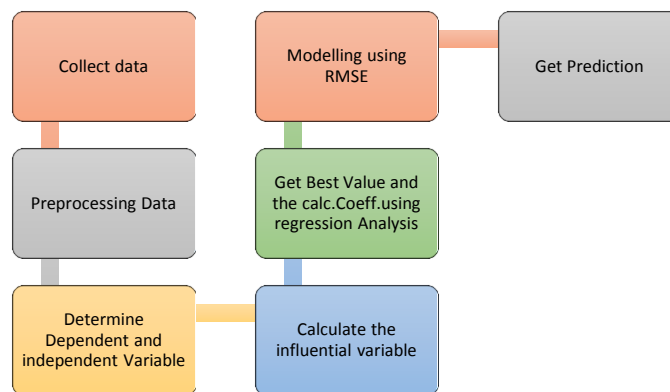 Collect data
Preprocessing Data
Determine
Dependent and
independent Variable
Calculate the
influential variable
Get Best Value and
the calc.Coeff.using
regression Analysis
Modelling using
RMSE
Get Prediction